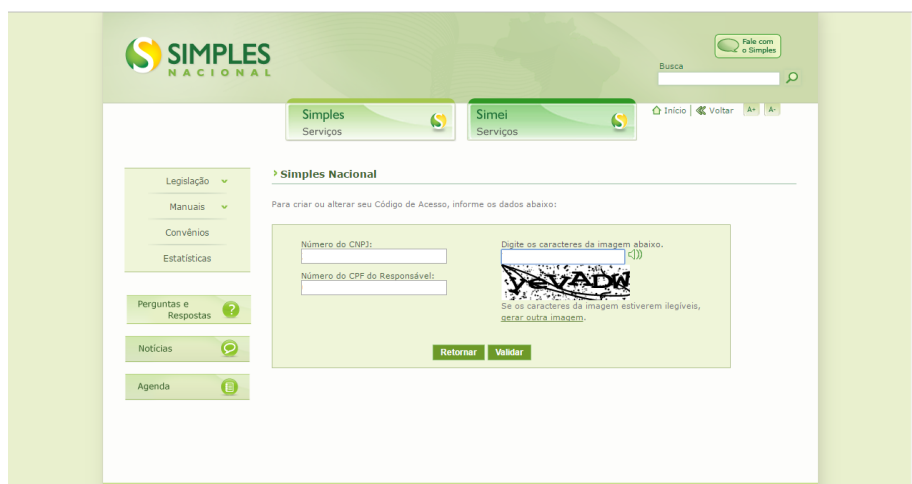 SIMPLES
NACIONAL
Fale com
o Simples
Busca
Simples
Serviços
Simei
Serviços
Início | Voltar A+ A-
Legislação
Manuais
Convênios
Estatísticas
Perguntas e
Respostas
Notícias
Agenda
Simples Nacional
Para criar ou alterar seu Código de Acesso, informe os dados abaixo:
Número do CNPJ:
Número do CPF do Responsável:
Digite os caracteres da imagem abaixo.
Se os caracteres da imagem estiverem ilegíveis,
gerar outra imagem.
Retornar Validar